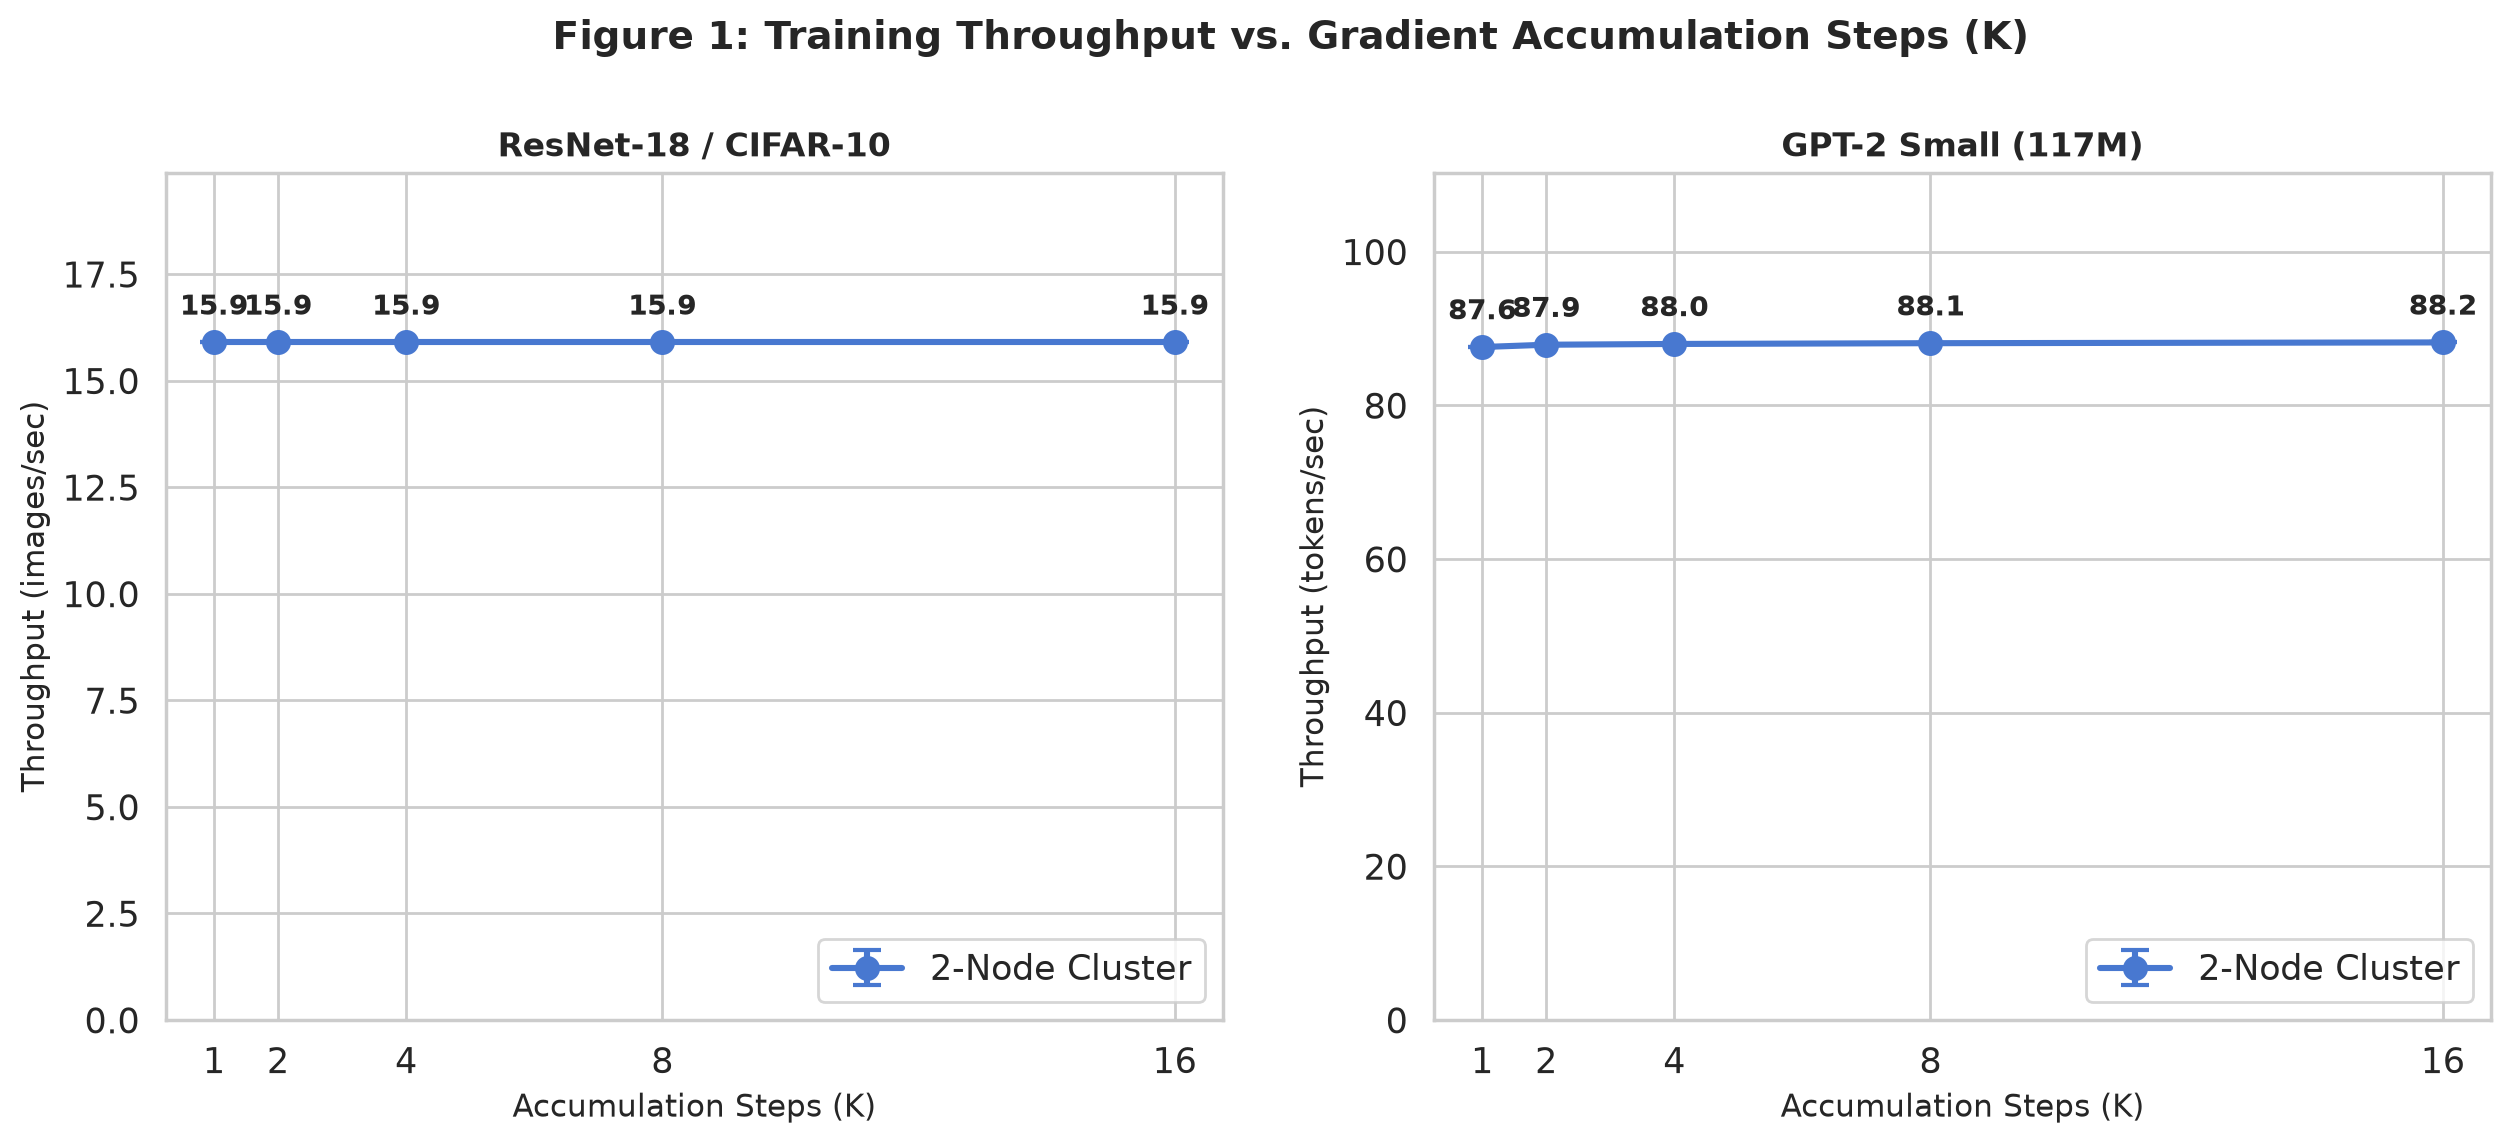 Figure 1: Training Throughput vs. Gradient Accumulation Steps (K)
ResNet-18 / CIFAR-10
Throughput (images/sec)
17.5
15.0
12.5
10.0
7.5
5.0
2.5
0.0
15.9 15.9 15.9 15.9 15.9
2-Node Cluster
1 2 4 8 16
Accumulation Steps (K)
GPT-2 Small (117M)
Throughput (tokens/sec)
100
80
60
40
20
0
87.6 87.9 88.0 88.1 88.2
2-Node Cluster
1 2 4 8 16
Accumulation Steps (K)